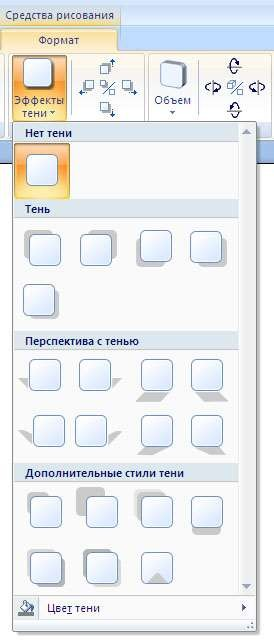 Средства рисования
Формат
Эффекты
тени
Объем
Нет тени
Тень
Перспектива с тенью
Дополнительные стили тени
Цвет тени